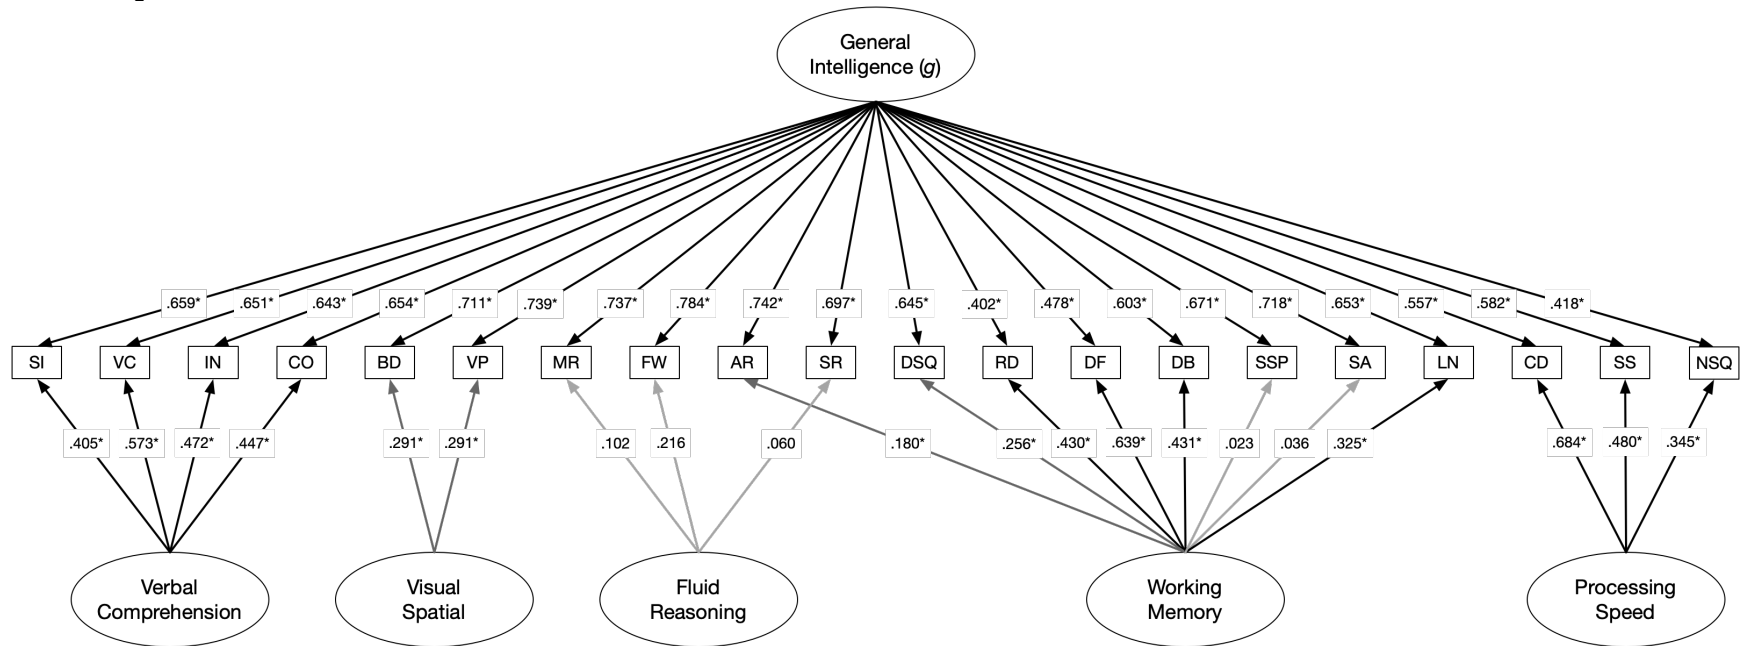 General
Intelligence (g)
.659* .651* .643* .654* .711* .739* .737* .784* .742* .697* .645* .402* .478* .603* .671* .718* .653* .557* .582* .418*
SI VC IN CO BD VP MR FW AR SR DSQ RD DF DB SSP SA LN CD SS NSQ
.405* .573* .472* .447* .291* .291* .102 .216 .060 .180* .256* .430* .639* .431* .023 .036 .325* .684* .480* .345*
Verbal
Comprehension
Visual
Spatial
Fluid
Reasoning
Working
Memory
Processing
Speed